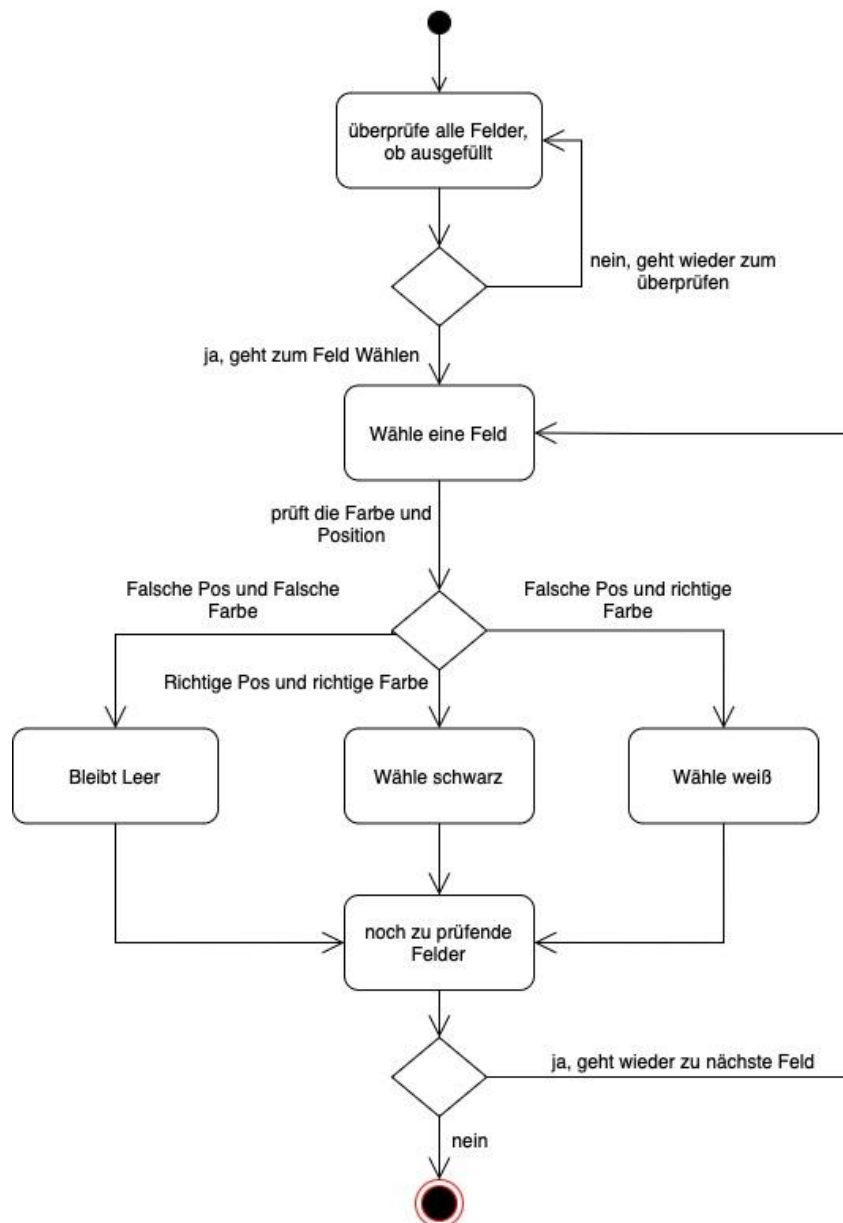 überprüfe alle Felder,
ob ausgefüllt
nein, geht wieder zum
überprüfen
ja, geht zum Feld Wählen
Wähle eine Feld
prüft die Farbe und
Position
Falsche Pos und Falsche
Farbe
Falsche Pos und richtige
Farbe
Richtige Pos und richtige Farbe
Bleibt Leer
Wähle schwarz
Wähle weiß
noch zu prüfende
Felder
ja, geht wieder zu nächste Feld
nein